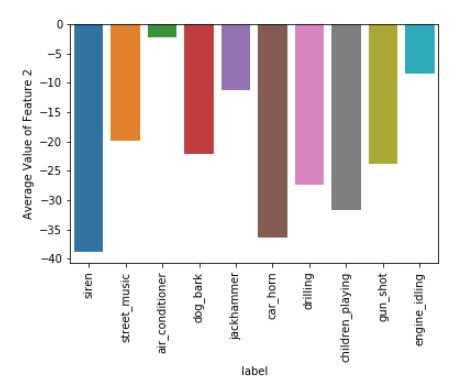 0
−5
−10
−15
−20
−25
−30
−35
−40
Average Value of Feature 2
siren
street_music
air_conditioner
dog_bark
jackhammer
car_horn
drilling
children_playing
gun_shot
engine_idling
label